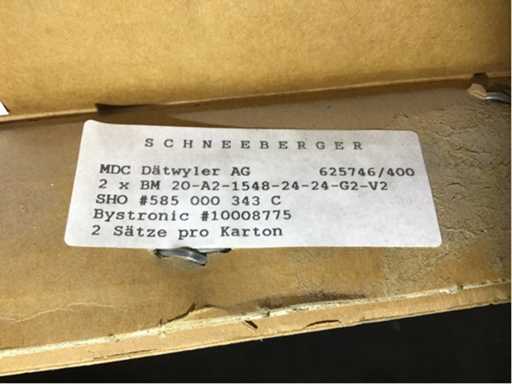 SCHNEEBERGER
MDC Dätwyler AG 625746/400
2 x BM 20-A2-1548-24-24-G2-V2
SHO #585 000 343 C
Bystronic #10008775
2 Sätze pro Karton